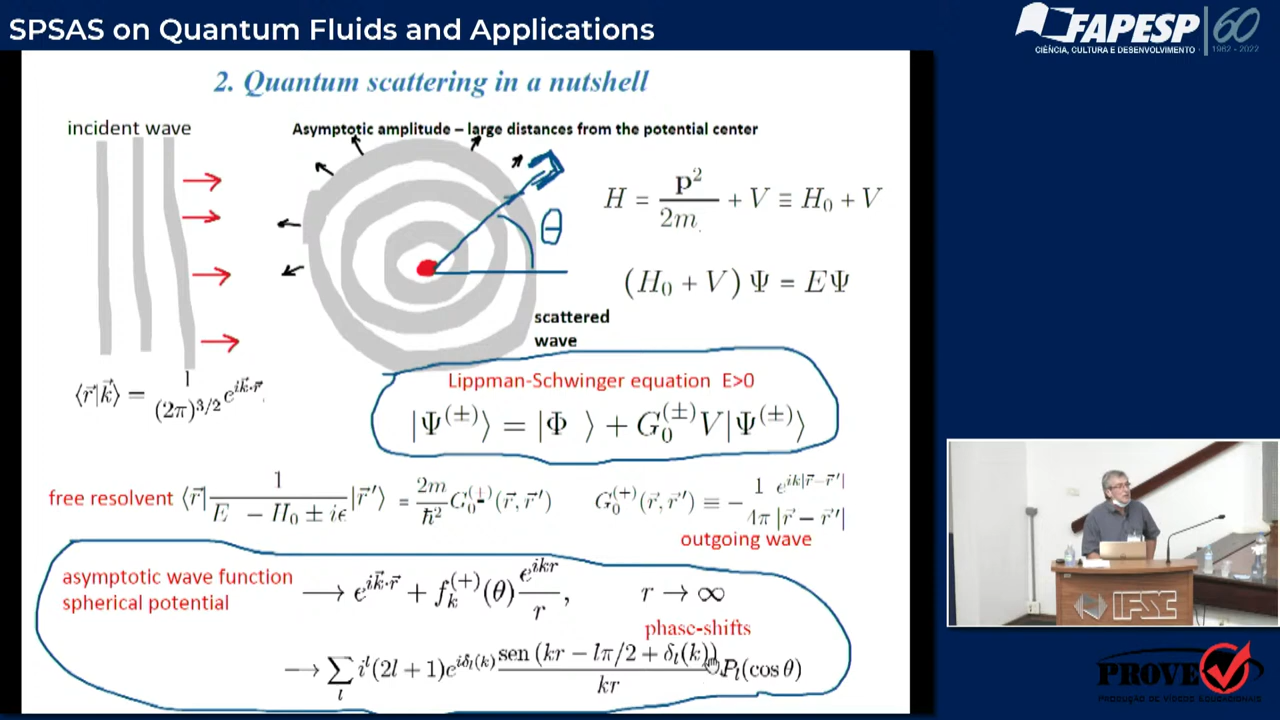 SPSAS on Quantum Fluids and Applications
FAPESP 60
CIÊNCIA, CULTURA E DESENVOLVIMENTO 1962 - 2022
2. Quantum scattering in a nutshell
incident wave
Asymptotic amplitude – large distances from the potential center
θ
H = p²/2m + V ≡ H₀ + V
(H₀ + V) Ψ = EΨ
scattered
wave
⟨r⃗|k⃗⟩ = 1/(2π)^{3/2} e^{ik⃗·r⃗}
Lippman-Schwinger equation E>0
|Ψ^{(±)}⟩ = |Φ ⟩ + G₀^{(±)} V|Ψ^{(±)}⟩
free resolvent ⟨r⃗| 1/(E − H₀ ± iϵ) |r⃗ ′⟩ = 2m/ℏ² G₀^{(±)}(r⃗, r⃗ ′) G₀^{(+)}(r⃗, r⃗ ′) ≡ − 1/4π e^{ik|r⃗−r⃗ ′|}/|r⃗ − r⃗ ′|
outgoing wave
asymptotic wave function
spherical potential
⟶ e^{ik⃗·r⃗} + f_k^{(+)}(θ) e^{ikr}/r, r → ∞
phase-shifts
⟶ ∑_l i^l(2l + 1)e^{iδ_l(k)} sen (kr − lπ/2 + δ_l(k))/kr P_l(cos θ)
IFSC
PROVE
PRODUÇÃO DE VÍDEOS EDUCACIONAIS